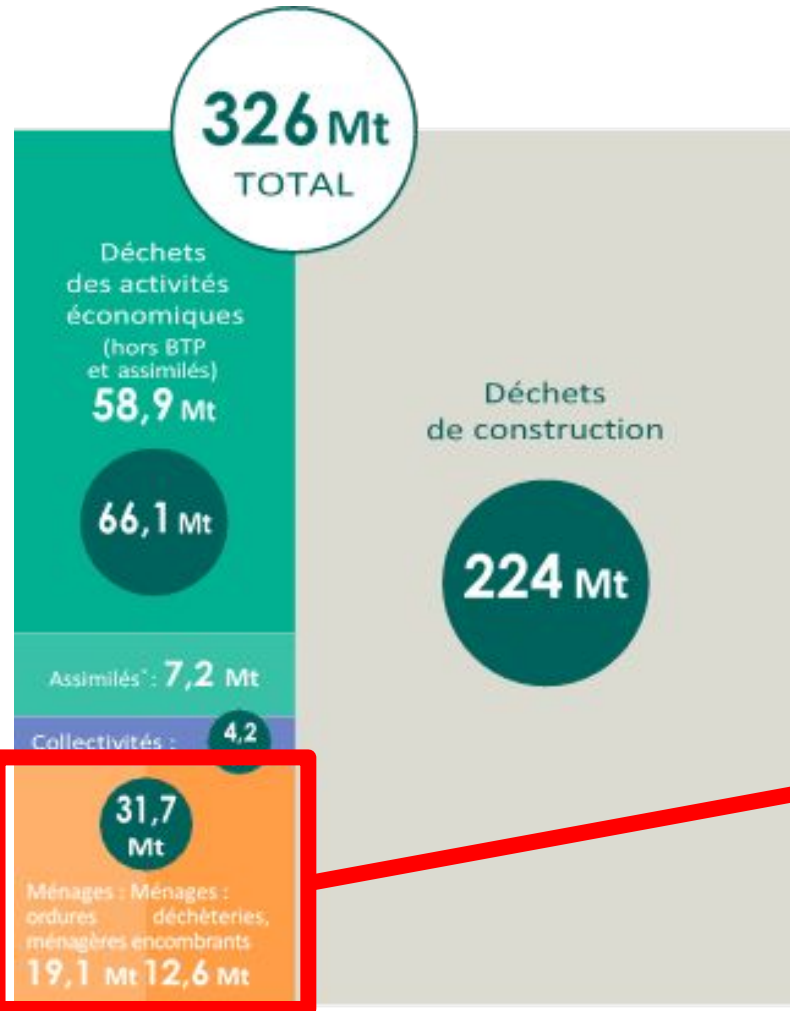 326 Mt
TOTAL
Déchets
des activités
économiques
(hors BTP
et assimilés)
58,9 Mt
66,1 Mt
Assimilés* : 7,2 Mt
Collectivités : 4,2
31,7
Mt
Ménages : Ménages :
ordures déchèteries,
ménagères encombrants
19,1 Mt 12,6 Mt
Déchets
de construction
224 Mt